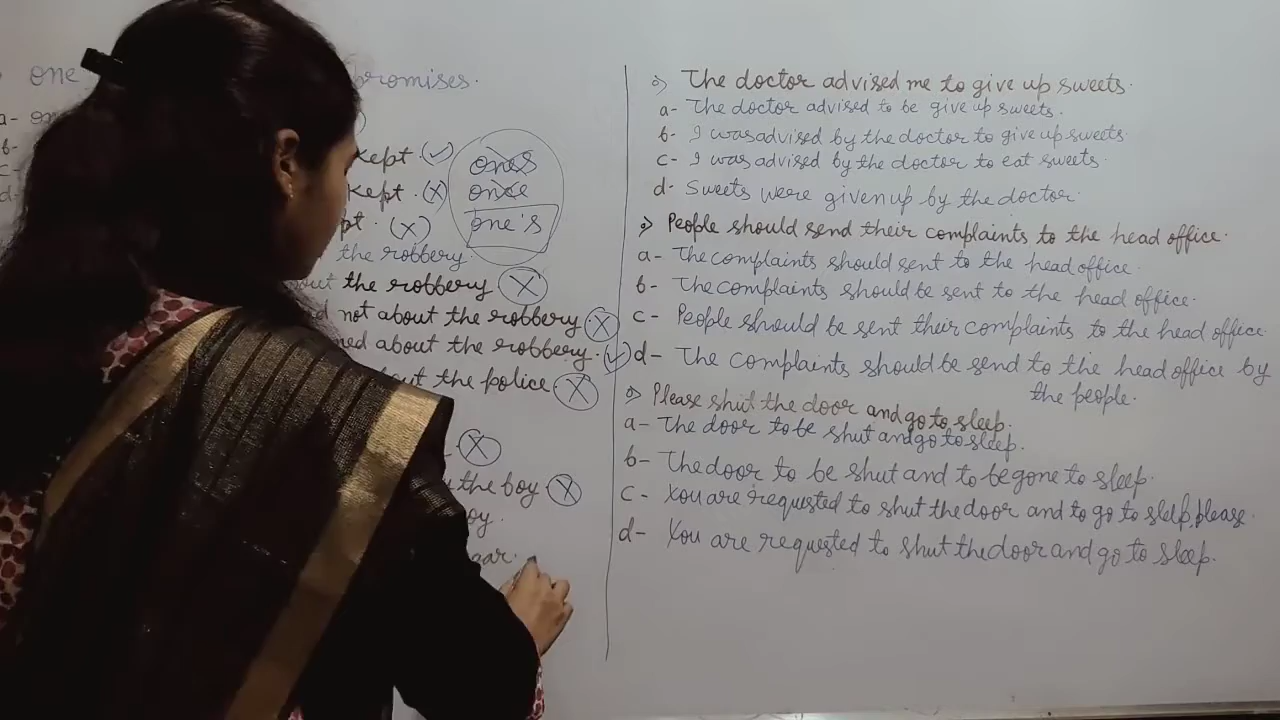 one promises.
a-
b- kept (✓) ones
c- kept (X) once
d- (X) one's
the robbery.
the robbery (X)
not about the robbery (X)
about the robbery. (✓)
the police (X)
(X)
the boy (X)
The doctor advised me to give up sweets.
a- The doctor advised to be give up sweets.
b- I was advised by the doctor to give up sweets.
c- I was advised by the doctor to eat sweets.
d- Sweets were given up by the doctor.
People should send their complaints to the head office.
a- The complaints should sent to the head office.
b- The complaints should be sent to the head office.
c- People should be sent their complaints to the head office.
d- The complaints should be send to the head office by
the people.
Please shut the door and go to sleep.
a- The door to be shut and go to sleep.
b- The door to be shut and to be gone to sleep.
c- You are requested to shut the door and to go to sleep, please.
d- You are requested to shut the door and go to sleep.